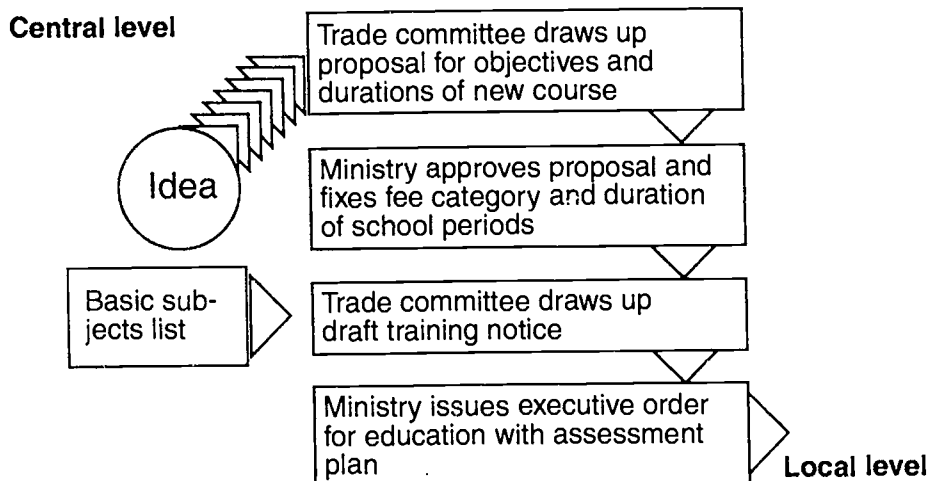 Central level
Trade committee draws up
proposal for objectives and
durations of new course
Idea
Ministry approves proposal and
fixes fee category and duration
of school periods
Basic sub-
jects list
Trade committee draws up
draft training notice
Ministry issues executive order
for education with assessment
plan
Local level